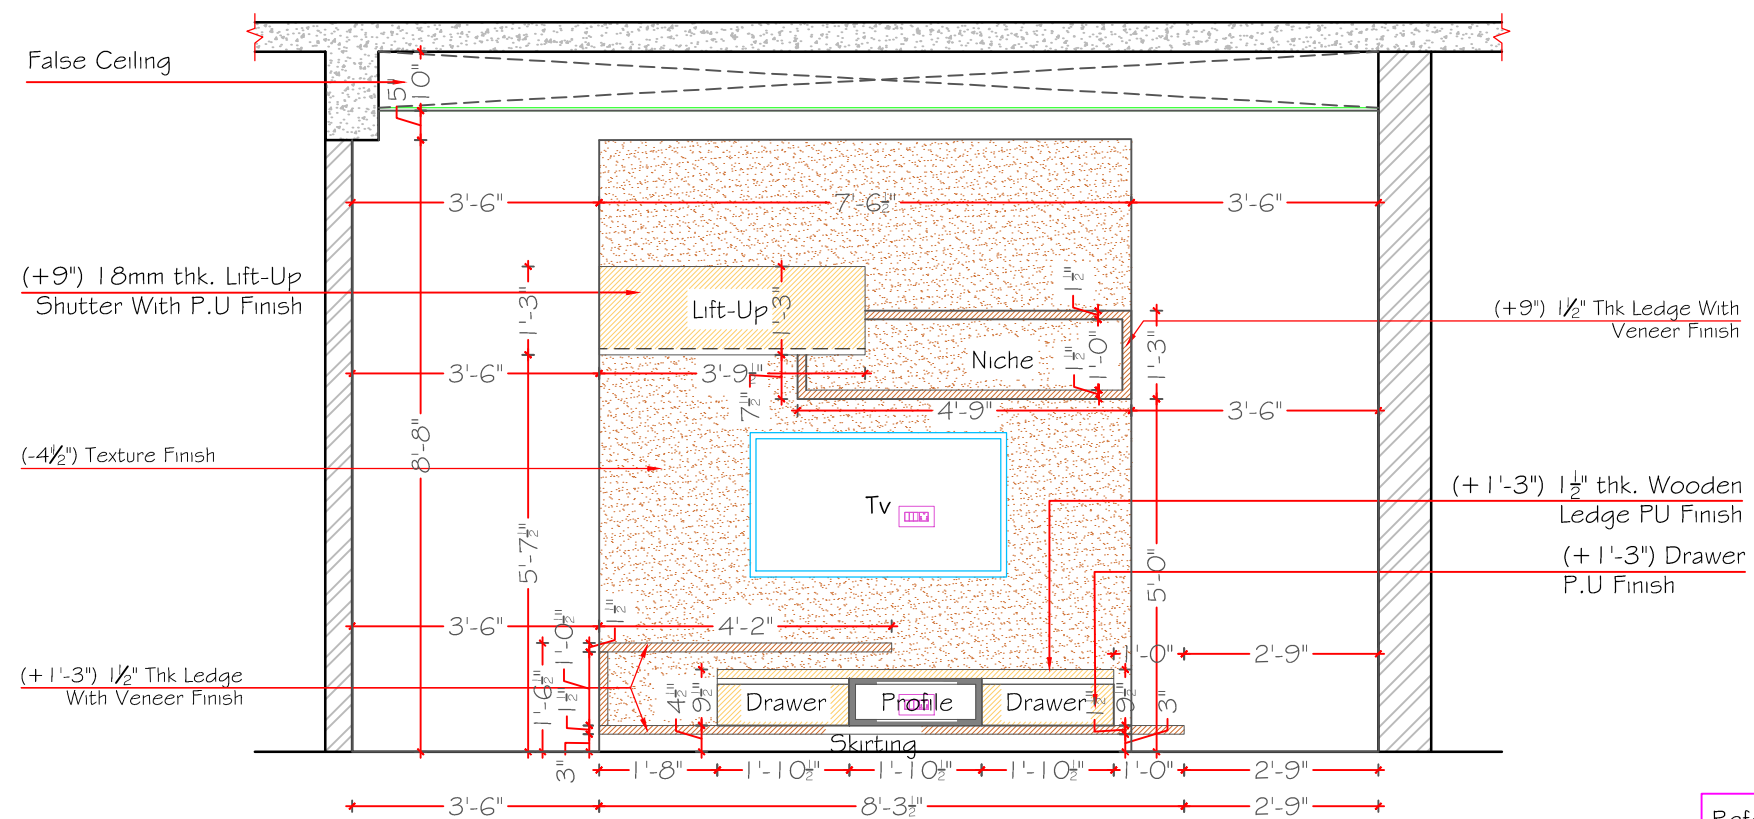 False Ceiling
5"
10"
3'-6"
7'-6½"
3'-6"
(+9") 18mm thk. Lift-Up
Shutter With P.U Finish
1'-3"
Lift-Up
1'-3"
1½"
(+9") 1½" Thk Ledge With
Veneer Finish
Niche
1½"
1'-0"
1'-3"
3'-6"
3'-9½"
7½"
4'-9"
3'-6"
8'-8"
(-4½") Texture Finish
Tv
(+1'-3") 1½" thk. Wooden
Ledge PU Finish
(+1'-3") Drawer
P.U Finish
5'-7½"
5'-0"
3'-6"
1½"
4'-2"
1'-0½"
1'-0"
2'-9"
(+1'-3") 1½" Thk Ledge
With Veneer Finish
1'-6½"
1½"
4½"
9½"
Drawer
Profile
Drawer
1½"
9½"
3"
Skirting
3"
1'-8"
1'-10½"
1'-10½"
1'-10½"
1'-0"
2'-9"
3'-6"
8'-3½"
2'-9"